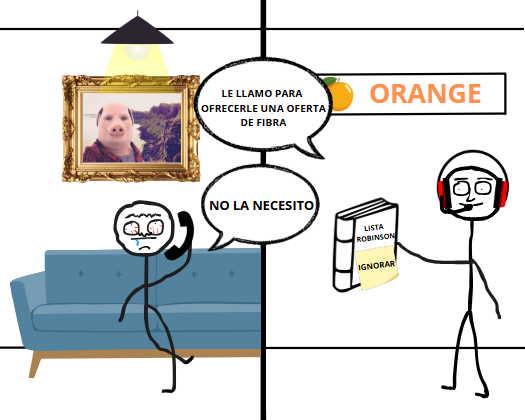 LE LLAMO PARA
OFRECERLE UNA OFERTA
DE FIBRA
ORANGE
NO LA NECESITO
LISTA
ROBINSON
IGNORAR